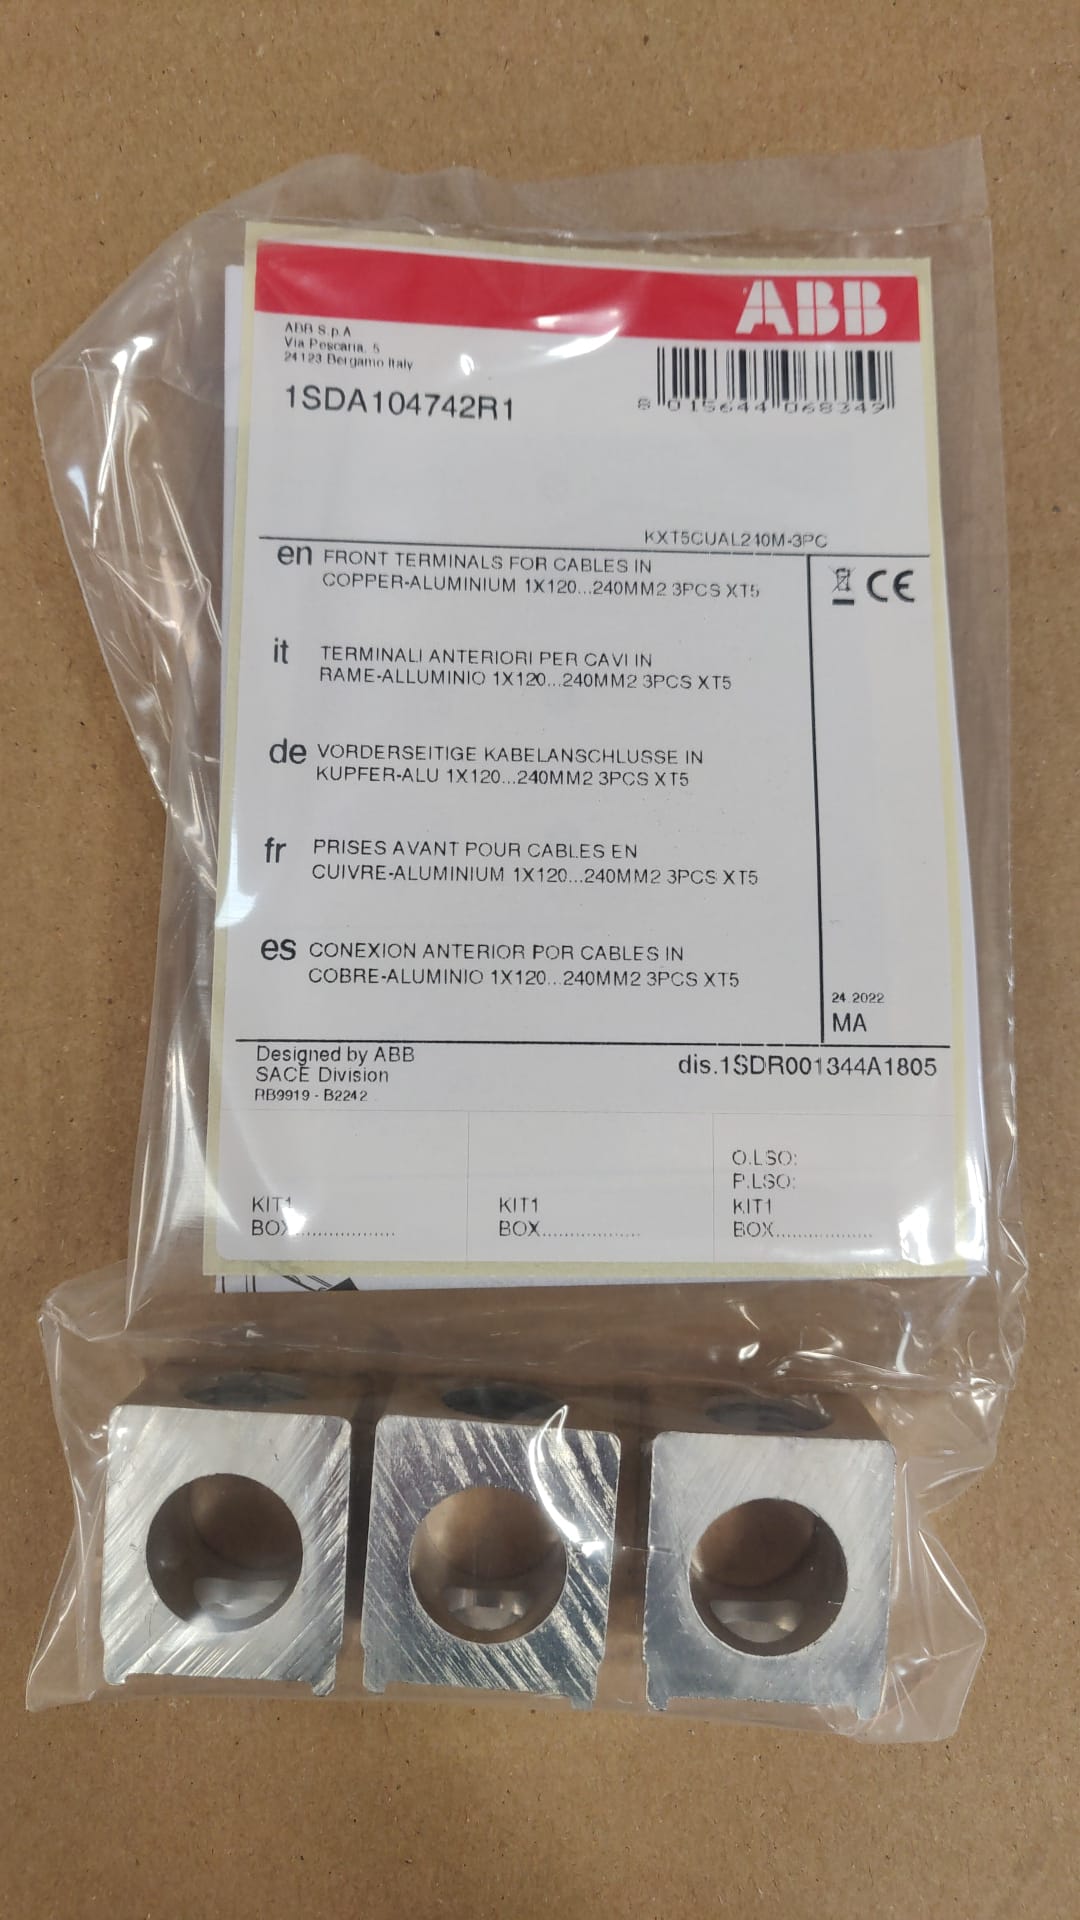 ABB
ABB S.p.A
Via Pescaria, 5
24123 Bergamo Italy
1SDA104742R1
8 015644 068349
KXT5CUAL240M-3PC
en FRONT TERMINALS FOR CABLES IN
COPPER-ALUMINIUM 1X120...240MM2 3PCS XT5
CE
it TERMINALI ANTERIORI PER CAVI IN
RAME-ALLUMINIO 1X120...240MM2 3PCS XT5
de VORDERSEITIGE KABELANSCHLUSSE IN
KUPFER-ALU 1X120...240MM2 3PCS XT5
fr PRISES AVANT POUR CABLES EN
CUIVRE-ALUMINIUM 1X120...240MM2 3PCS XT5
es CONEXION ANTERIOR POR CABLES IN
COBRE-ALUMINIO 1X120...240MM2 3PCS XT5
24 2022
MA
Designed by ABB
SACE Division
RB9919 - B2242
dis.1SDR001344A1805
O.LSO:
P.LSO:
KIT1 KIT1 KIT1
BOX.................. BOX.................. BOX..................